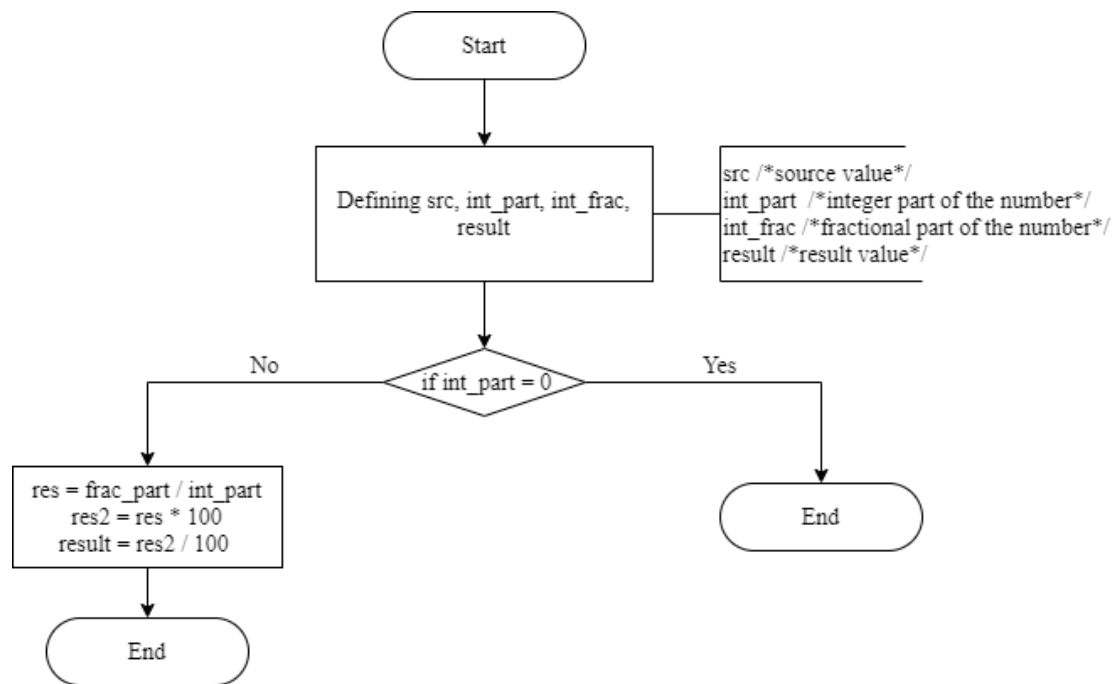 Start
Defining src, int_part, int_frac,
result
src /*source value*/
int_part  /*integer part of the number*/
int_frac /*fractional part of the number*/
result /*result value*/
No
if int_part = 0
Yes
res = frac_part / int_part
res2 = res * 100
result = res2 / 100
End
End